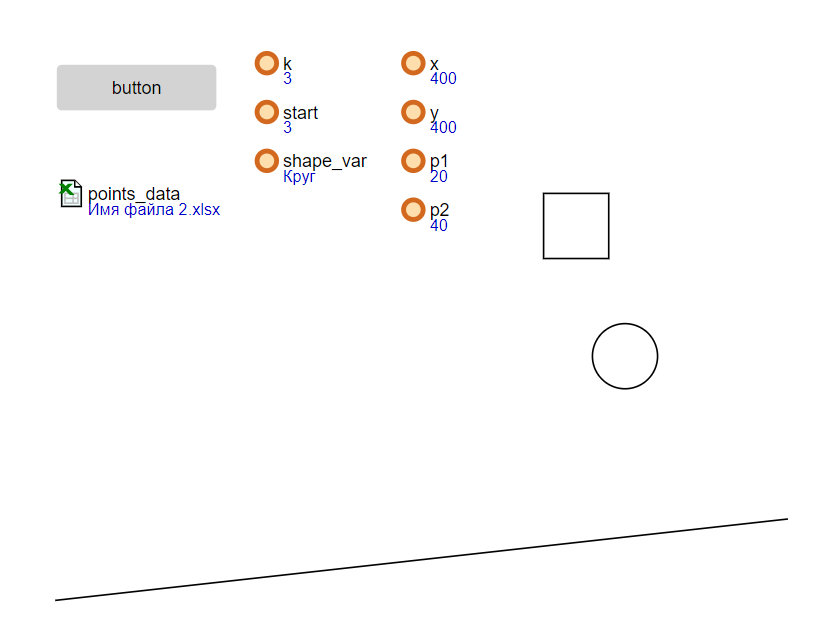 button
points_data
Имя файла 2.xlsx
k
3
start
3
shape_var
Круг
x
400
y
400
p1
20
p2
40